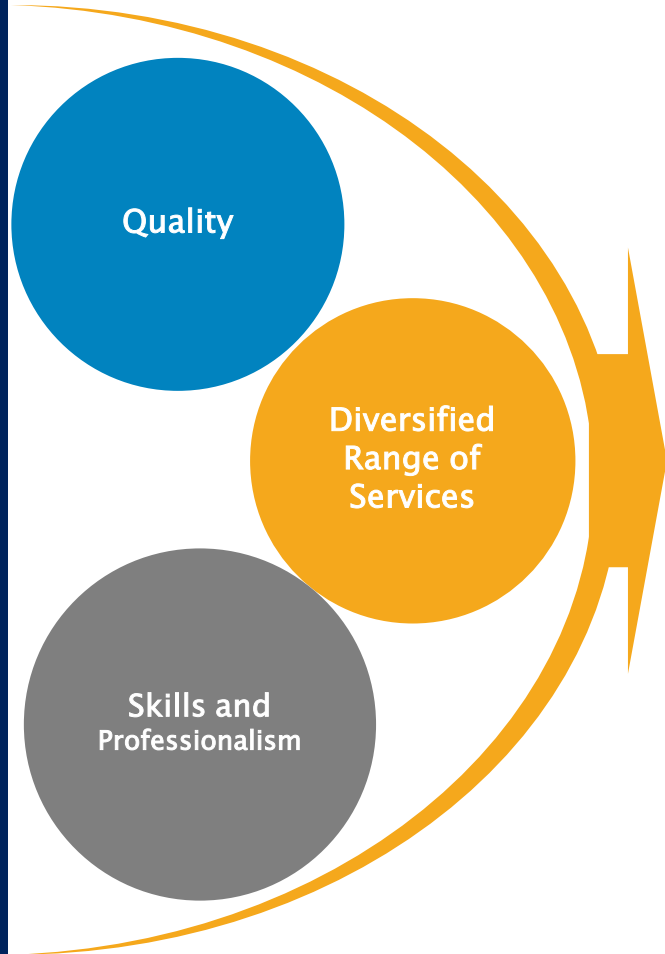 Quality
Diversified
Range of
Services
Skills and
Professionalism